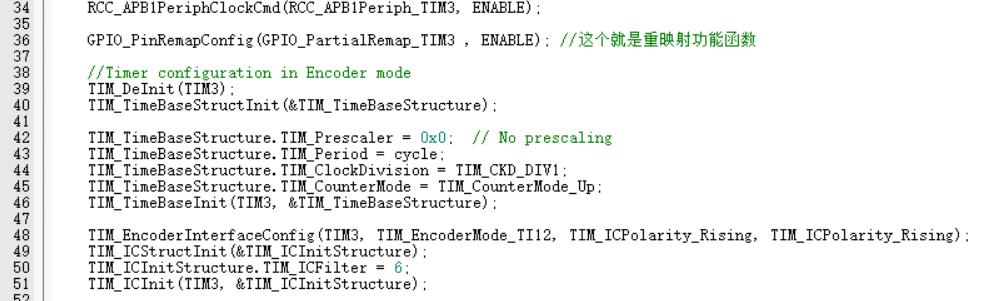 34 RCC_APB1PeriphClockCmd(RCC_APB1Periph_TIM3, ENABLE);
35
36 GPIO_PinRemapConfig(GPIO_PartialRemap_TIM3 , ENABLE); //这个就是重映射功能函数
37
38 //Timer configuration in Encoder mode
39 TIM_DeInit(TIM3);
40 TIM_TimeBaseStructInit(&TIM_TimeBaseStructure);
41
42 TIM_TimeBaseStructure.TIM_Prescaler = 0x0; // No prescaling
43 TIM_TimeBaseStructure.TIM_Period = cycle;
44 TIM_TimeBaseStructure.TIM_ClockDivision = TIM_CKD_DIV1;
45 TIM_TimeBaseStructure.TIM_CounterMode = TIM_CounterMode_Up;
46 TIM_TimeBaseInit(TIM3, &TIM_TimeBaseStructure);
47
48 TIM_EncoderInterfaceConfig(TIM3, TIM_EncoderMode_TI12, TIM_ICPolarity_Rising, TIM_ICPolarity_Rising);
49 TIM_ICStructInit(&TIM_ICInitStructure);
50 TIM_ICInitStructure.TIM_ICFilter = 6;
51 TIM_ICInit(TIM3, &TIM_ICInitStructure);
52